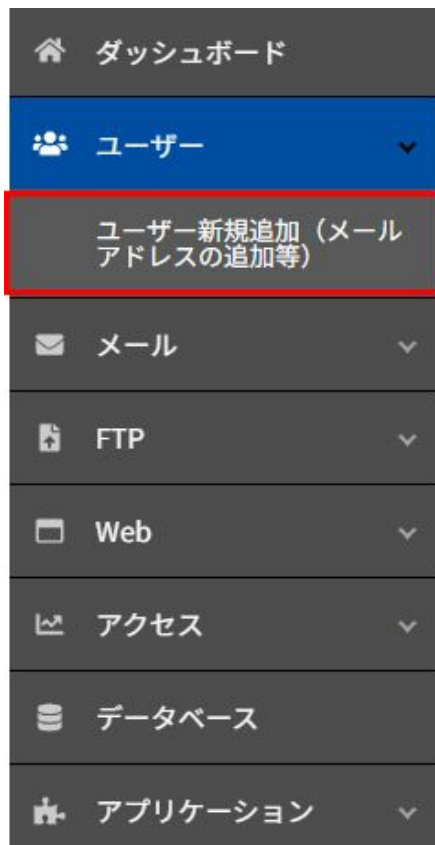 ダッシュボード
ユーザー
ユーザー新規追加（メール
アドレスの追加等）
メール
FTP
Web
アクセス
データベース
アプリケーション